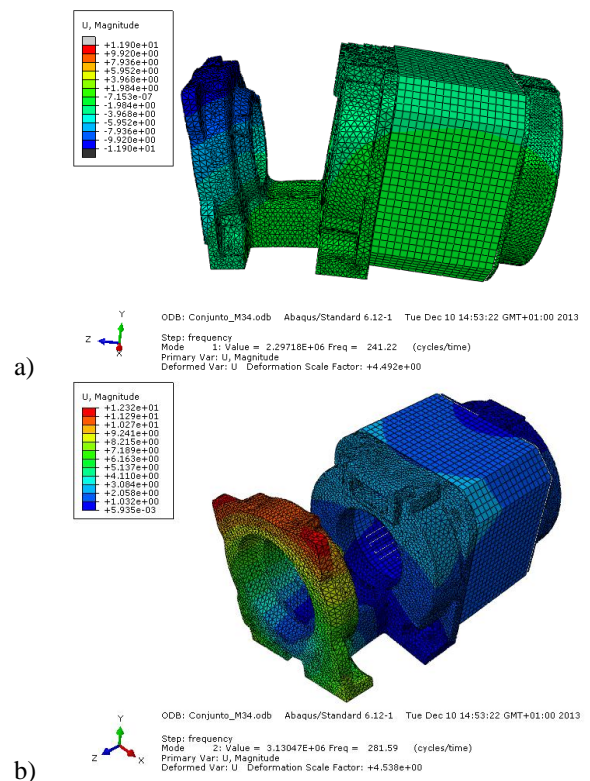 U, Magnitude
+1.190e+01
+9.920e+00
+7.936e+00
+5.952e+00
+3.968e+00
+1.984e+00
-7.153e-07
-1.984e+00
-3.968e+00
-5.952e+00
-7.936e+00
-9.920e+00
-1.190e+01
Y
Z
X
ODB: Conjunto_M34.odb Abaqus/Standard 6.12-1 Tue Dec 10 14:53:22 GMT+01:00 2013
Step: frequency
Mode 1: Value = 2.29718E+06 Freq = 241.22 (cycles/time)
Primary Var: U, Magnitude
Deformed Var: U Deformation Scale Factor: +4.492e+00
a)
U, Magnitude
+1.232e+01
+1.129e+01
+1.027e+01
+9.241e+00
+8.215e+00
+7.189e+00
+6.163e+00
+5.137e+00
+4.110e+00
+3.084e+00
+2.058e+00
+1.032e+00
+5.935e-03
Y
Z
X
ODB: Conjunto_M34.odb Abaqus/Standard 6.12-1 Tue Dec 10 14:53:22 GMT+01:00 2013
Step: frequency
Mode 2: Value = 3.13047E+06 Freq = 281.59 (cycles/time)
Primary Var: U, Magnitude
Deformed Var: U Deformation Scale Factor: +4.538e+00
b)